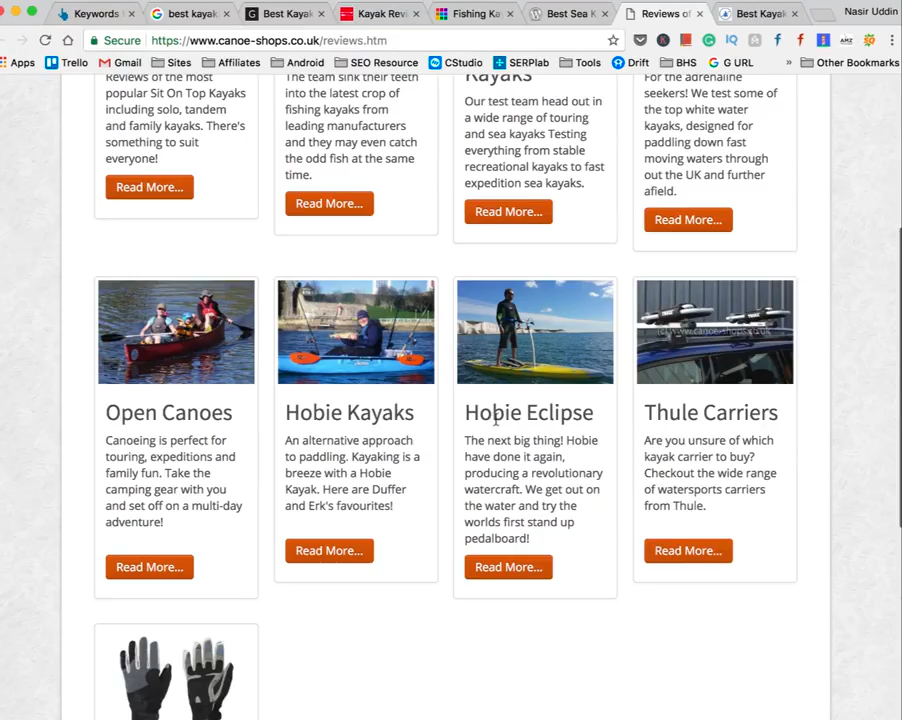 Keywords
best kayak
Best Kayak
Kayak Revi
Fishing Ka
Best Sea K
Reviews of
Best Kayak
Nasir Uddin
Secure
https://www.canoe-shops.co.uk/reviews.htm
Apps
Trello
Gmail
Sites
Affiliates
Android
SEO Resource
CStudio
SERPlab
Tools
Drift
BHS
G URL
»
Other Bookmarks
Reviews of the most
popular Sit On Top Kayaks
including solo, tandem
and family kayaks. There's
something to suit
everyone!
Read More...
The team sink their teeth
into the latest crop of
fishing kayaks from
leading manufacturers
and they may even catch
the odd fish at the same
time.
Read More...
Kayaks
Our test team head out in
a wide range of touring
and sea kayaks Testing
everything from stable
recreational kayaks to fast
expedition sea kayaks.
Read More...
For the adrenaline
seekers! We test some of
the top white water
kayaks, designed for
paddling down fast
moving waters through
out the UK and further
afield.
Read More...
Open Canoes
Canoeing is perfect for
touring, expeditions and
family fun. Take the
camping gear with you
and set off on a multi-day
adventure!
Read More...
Hobie Kayaks
An alternative approach
to paddling. Kayaking is a
breeze with a Hobie
Kayak. Here are Duffer
and Erk's favourites!
Read More...
Hobie Eclipse
The next big thing! Hobie
have done it again,
producing a revolutionary
watercraft. We get out on
the water and try the
worlds first stand up
pedalboard!
Read More...
(c) www.canoe-shops.co.uk
Thule Carriers
Are you unsure of which
kayak carrier to buy?
Checkout the wide range
of watersports carriers
from Thule.
Read More...